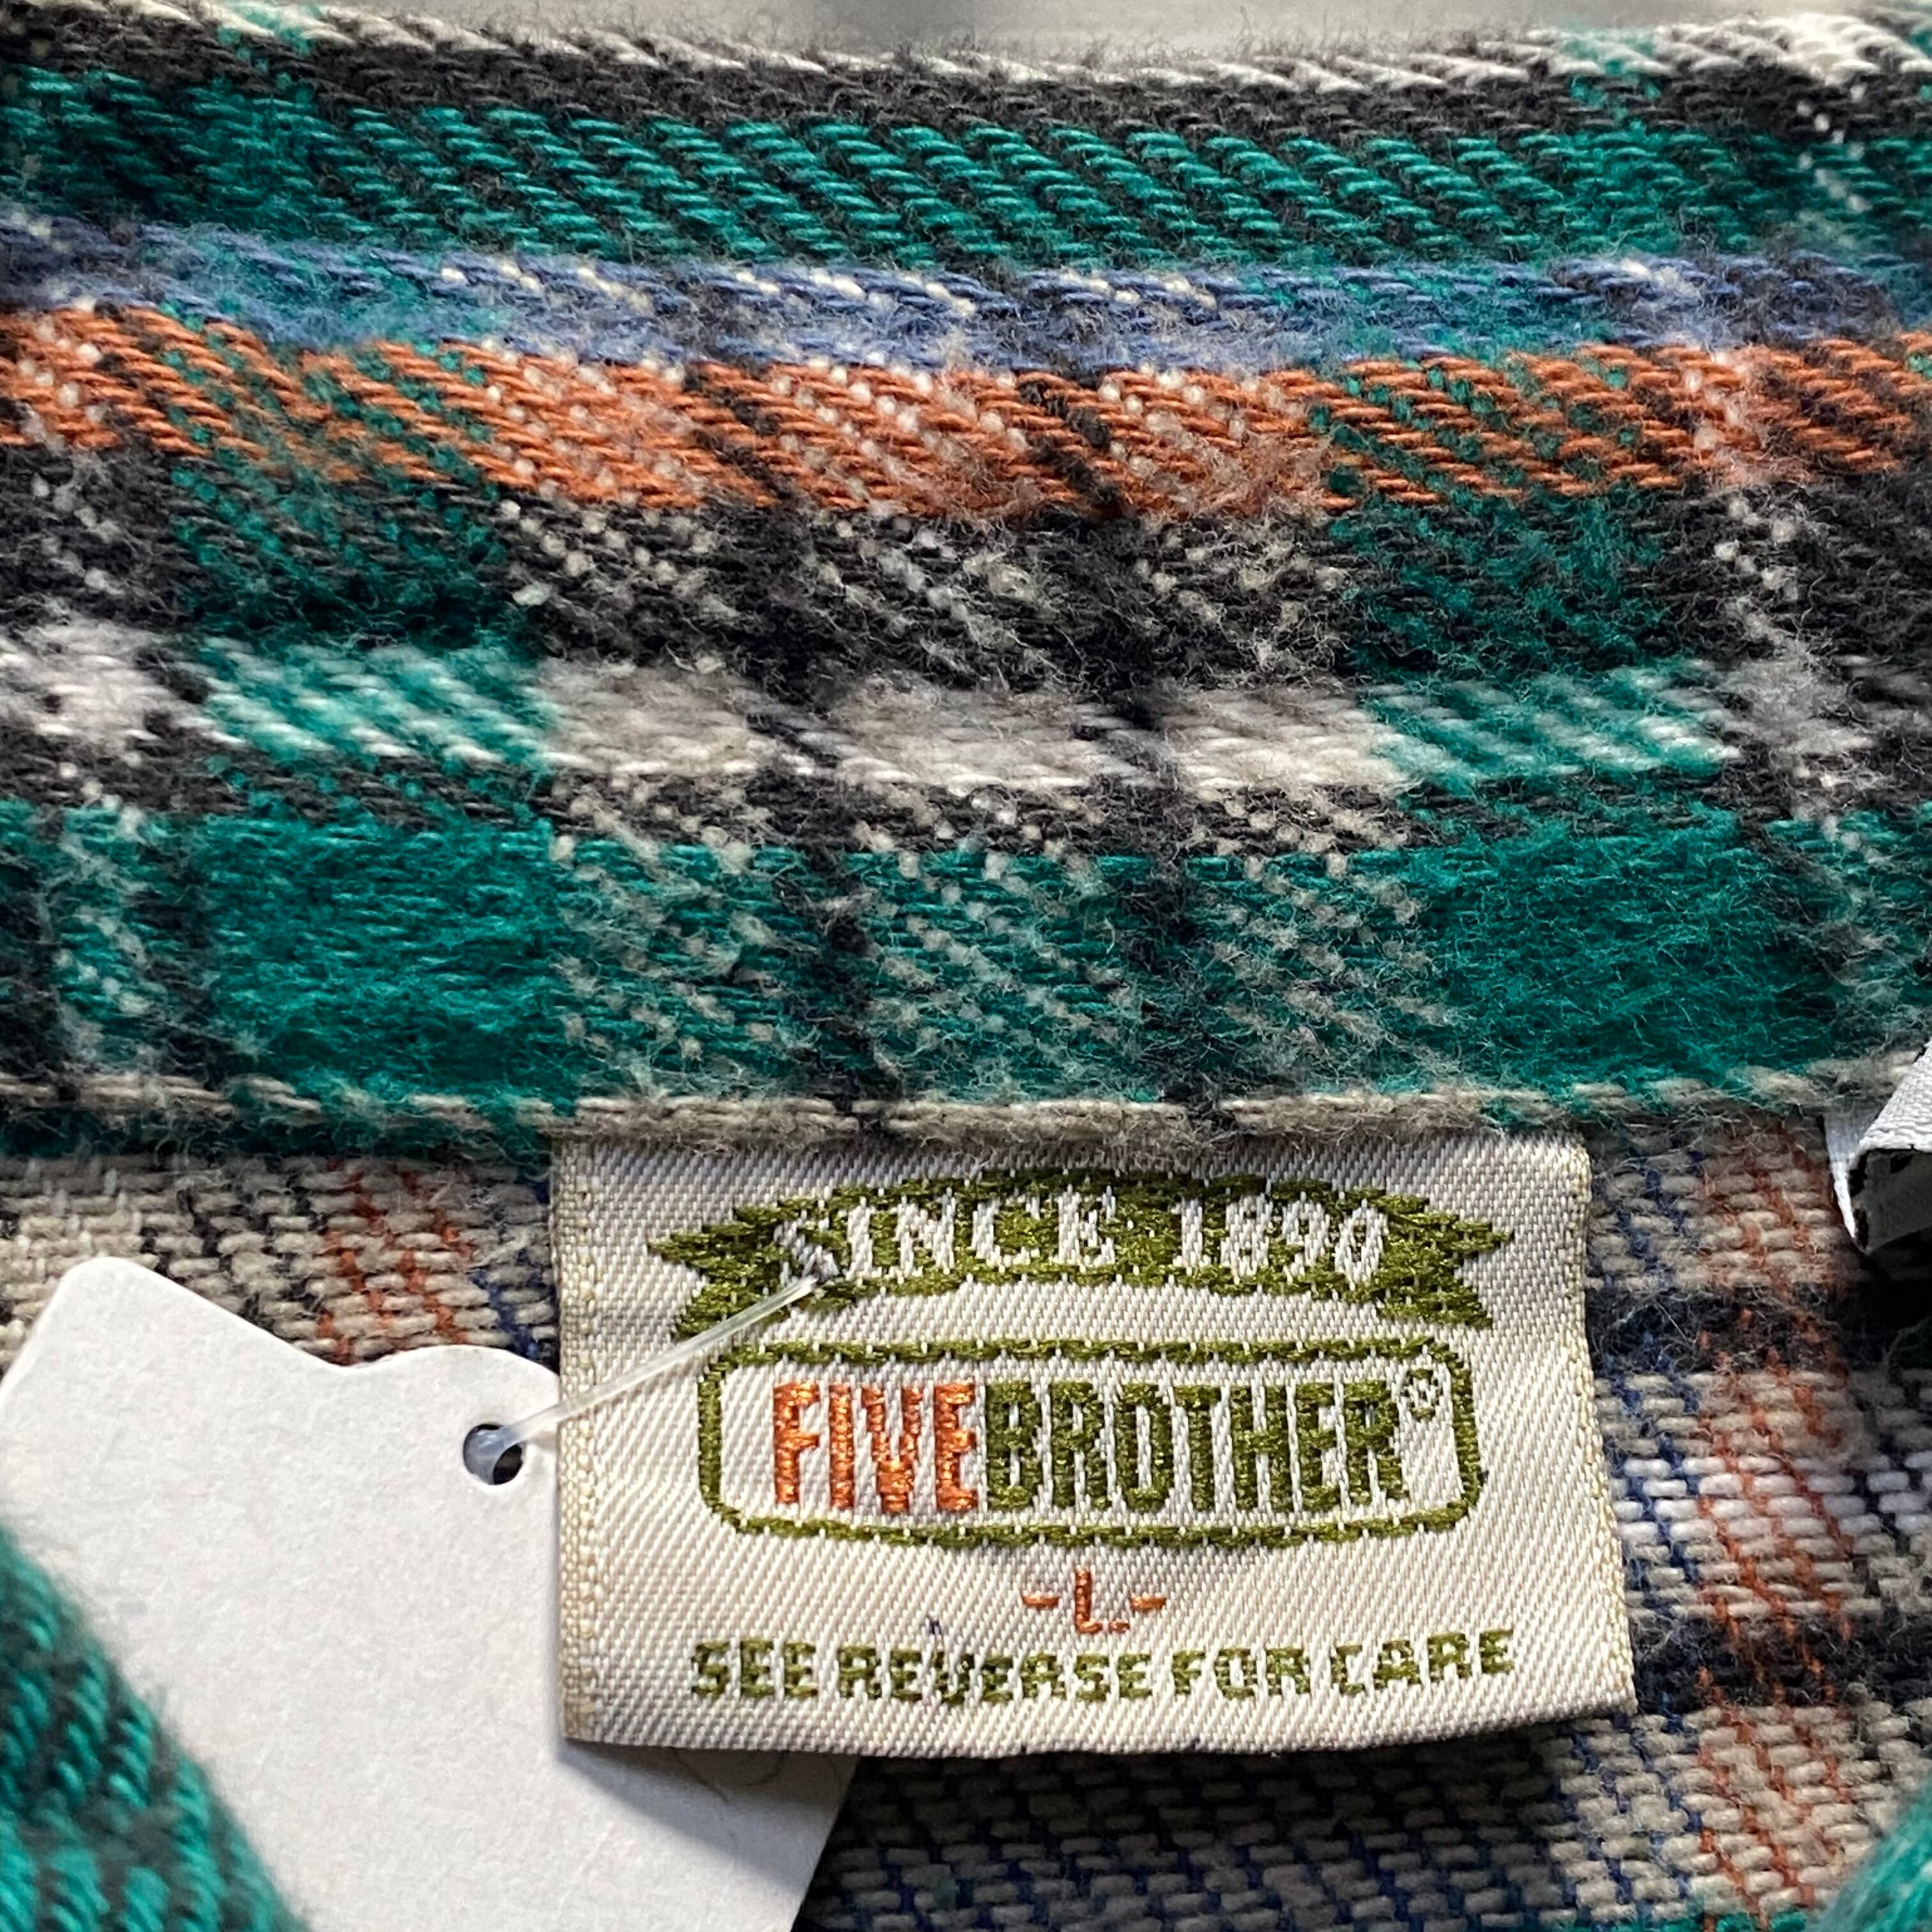 SINCE 1890
FIVEBROTHER®
-L-
SEE REVERSE FOR CARE